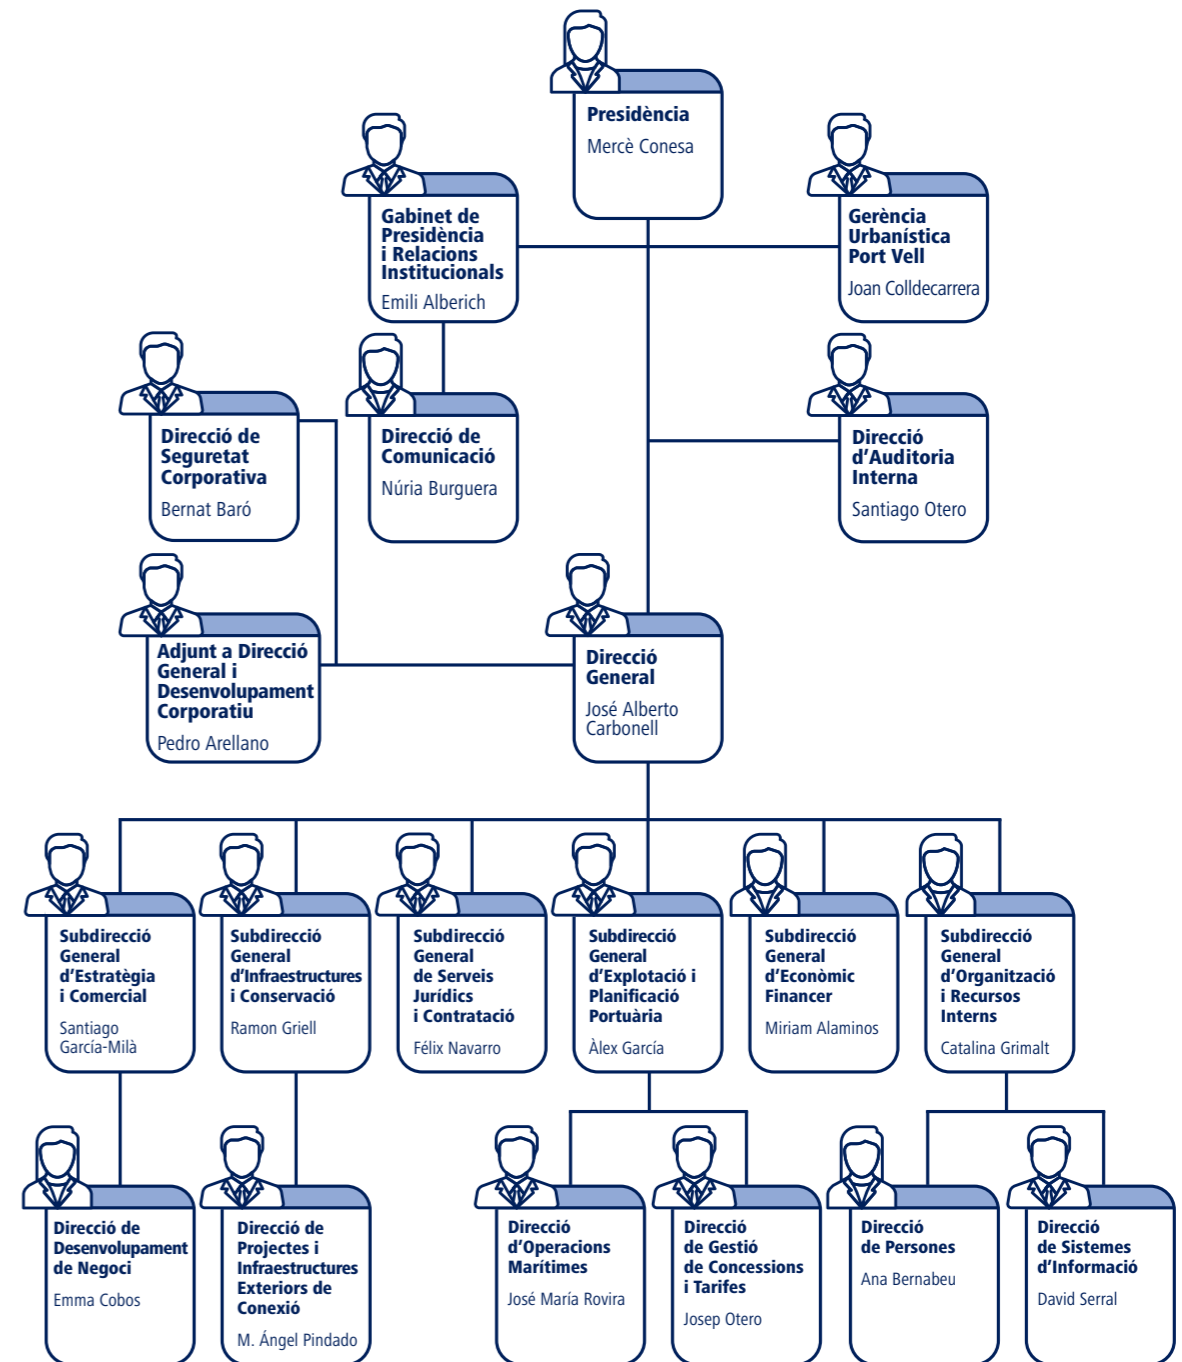 Presidència
Mercè Conesa
Gabinet de
Presidència
i Relacions
Institucionals
Emili Alberich
Gerència
Urbanística
Port Vell
Joan Colldecarrera
Direcció de
Seguretat
Corporativa
Bernat Baró
Direcció de
Comunicació
Núria Burguera
Direcció
d'Auditoria
Interna
Santiago Otero
Adjunt a Direcció
General i
Desenvolupament
Corporatiu
Pedro Arellano
Direcció
General
José Alberto
Carbonell
Subdirecció
General
d'Estratègia
i Comercial
Santiago
García-Milà
Subdirecció
General
d'Infraestructures
i Conservació
Ramon Griell
Subdirecció
General
de Serveis
Jurídics
i Contratació
Félix Navarro
Subdirecció
General
d'Explotació i
Planificació
Portuària
Àlex García
Subdirecció
General
d'Econòmic
Financer
Miriam Alaminos
Subdirecció
General
d'Organització
i Recursos
Interns
Catalina Grimalt
Direcció de
Desenvolupament
de Negoci
Emma Cobos
Direcció de
Projectes i
Infraestructures
Exteriors de
Conexió
M. Ángel Pindado
Direcció
d'Operacions
Marítimes
José María Rovira
Direcció
de Gestió
de Concessions
i Tarifes
Josep Otero
Direcció
de Persones
Ana Bernabeu
Direcció
de Sistemes
d'Informació
David Serral